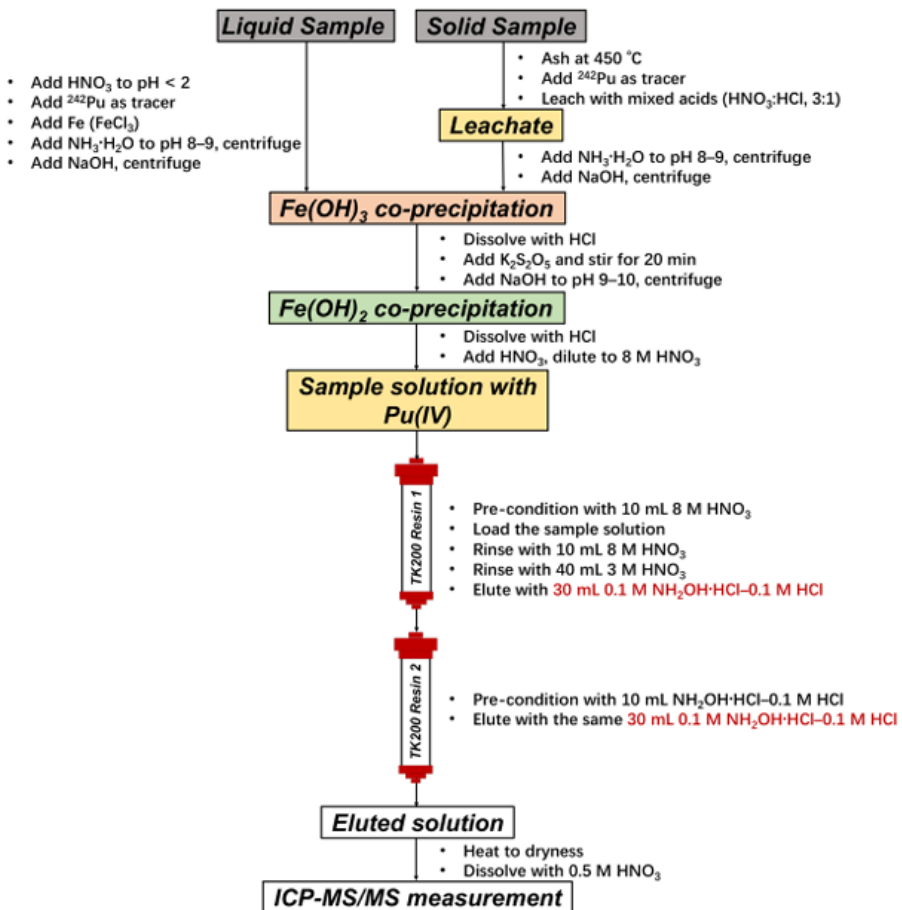 Liquid Sample
Solid Sample
• Add HNO₃ to pH < 2
• Add ²⁴²Pu as tracer
• Add Fe (FeCl₃)
• Add NH₃·H₂O to pH 8–9, centrifuge
• Add NaOH, centrifuge
• Ash at 450 °C
• Add ²⁴²Pu as tracer
• Leach with mixed acids (HNO₃:HCl, 3:1)
Leachate
• Add NH₃·H₂O to pH 8–9, centrifuge
• Add NaOH, centrifuge
Fe(OH)₃ co-precipitation
• Dissolve with HCl
• Add K₂S₂O₅ and stir for 20 min
• Add NaOH to pH 9–10, centrifuge
Fe(OH)₂ co-precipitation
• Dissolve with HCl
• Add HNO₃, dilute to 8 M HNO₃
Sample solution with
Pu(IV)
TK200 Resin 1
• Pre-condition with 10 mL 8 M HNO₃
• Load the sample solution
• Rinse with 10 mL 8 M HNO₃
• Rinse with 40 mL 3 M HNO₃
• Elute with 30 mL 0.1 M NH₂OH·HCl–0.1 M HCl
TK200 Resin 2
• Pre-condition with 10 mL NH₂OH·HCl–0.1 M HCl
• Elute with the same 30 mL 0.1 M NH₂OH·HCl–0.1 M HCl
Eluted solution
• Heat to dryness
• Dissolve with 0.5 M HNO₃
ICP-MS/MS measurement